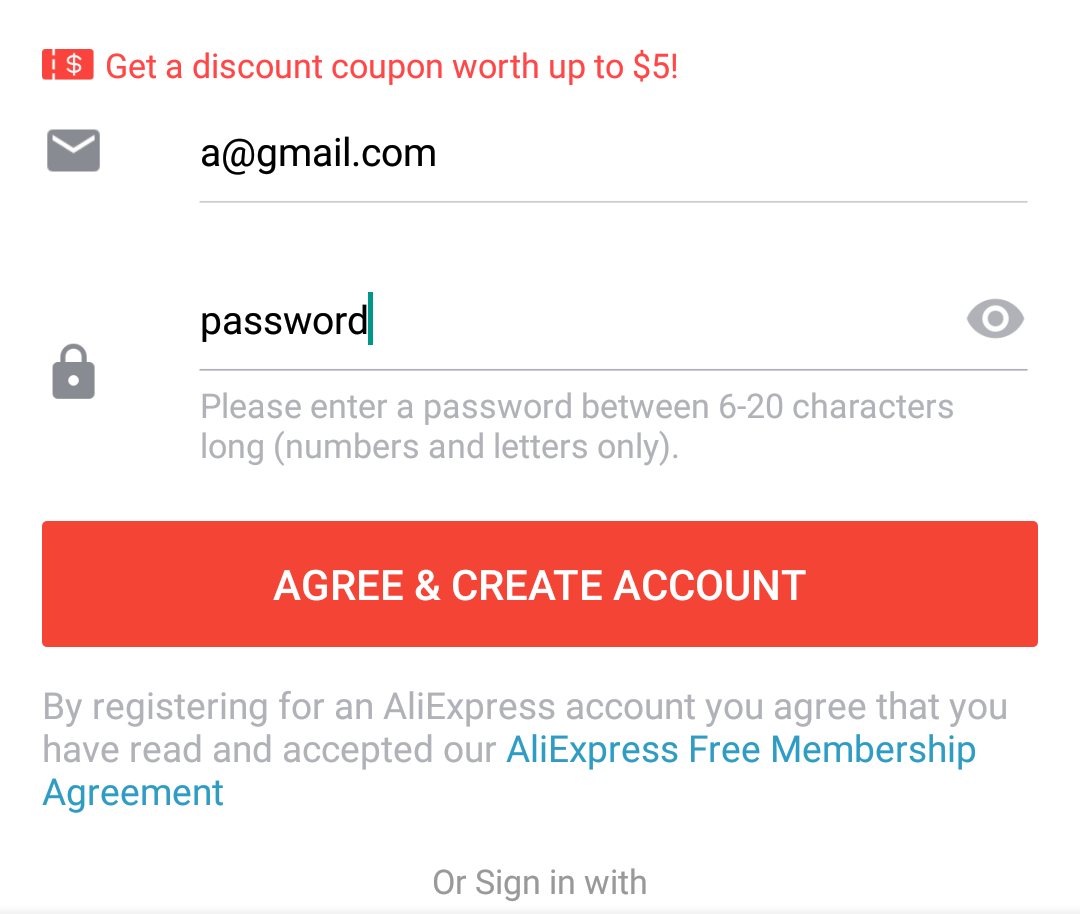 $ Get a discount coupon worth up to $5!
a@gmail.com
password
Please enter a password between 6-20 characters
long (numbers and letters only).
AGREE & CREATE ACCOUNT
By registering for an AliExpress account you agree that you
have read and accepted our AliExpress Free Membership
Agreement
Or Sign in with